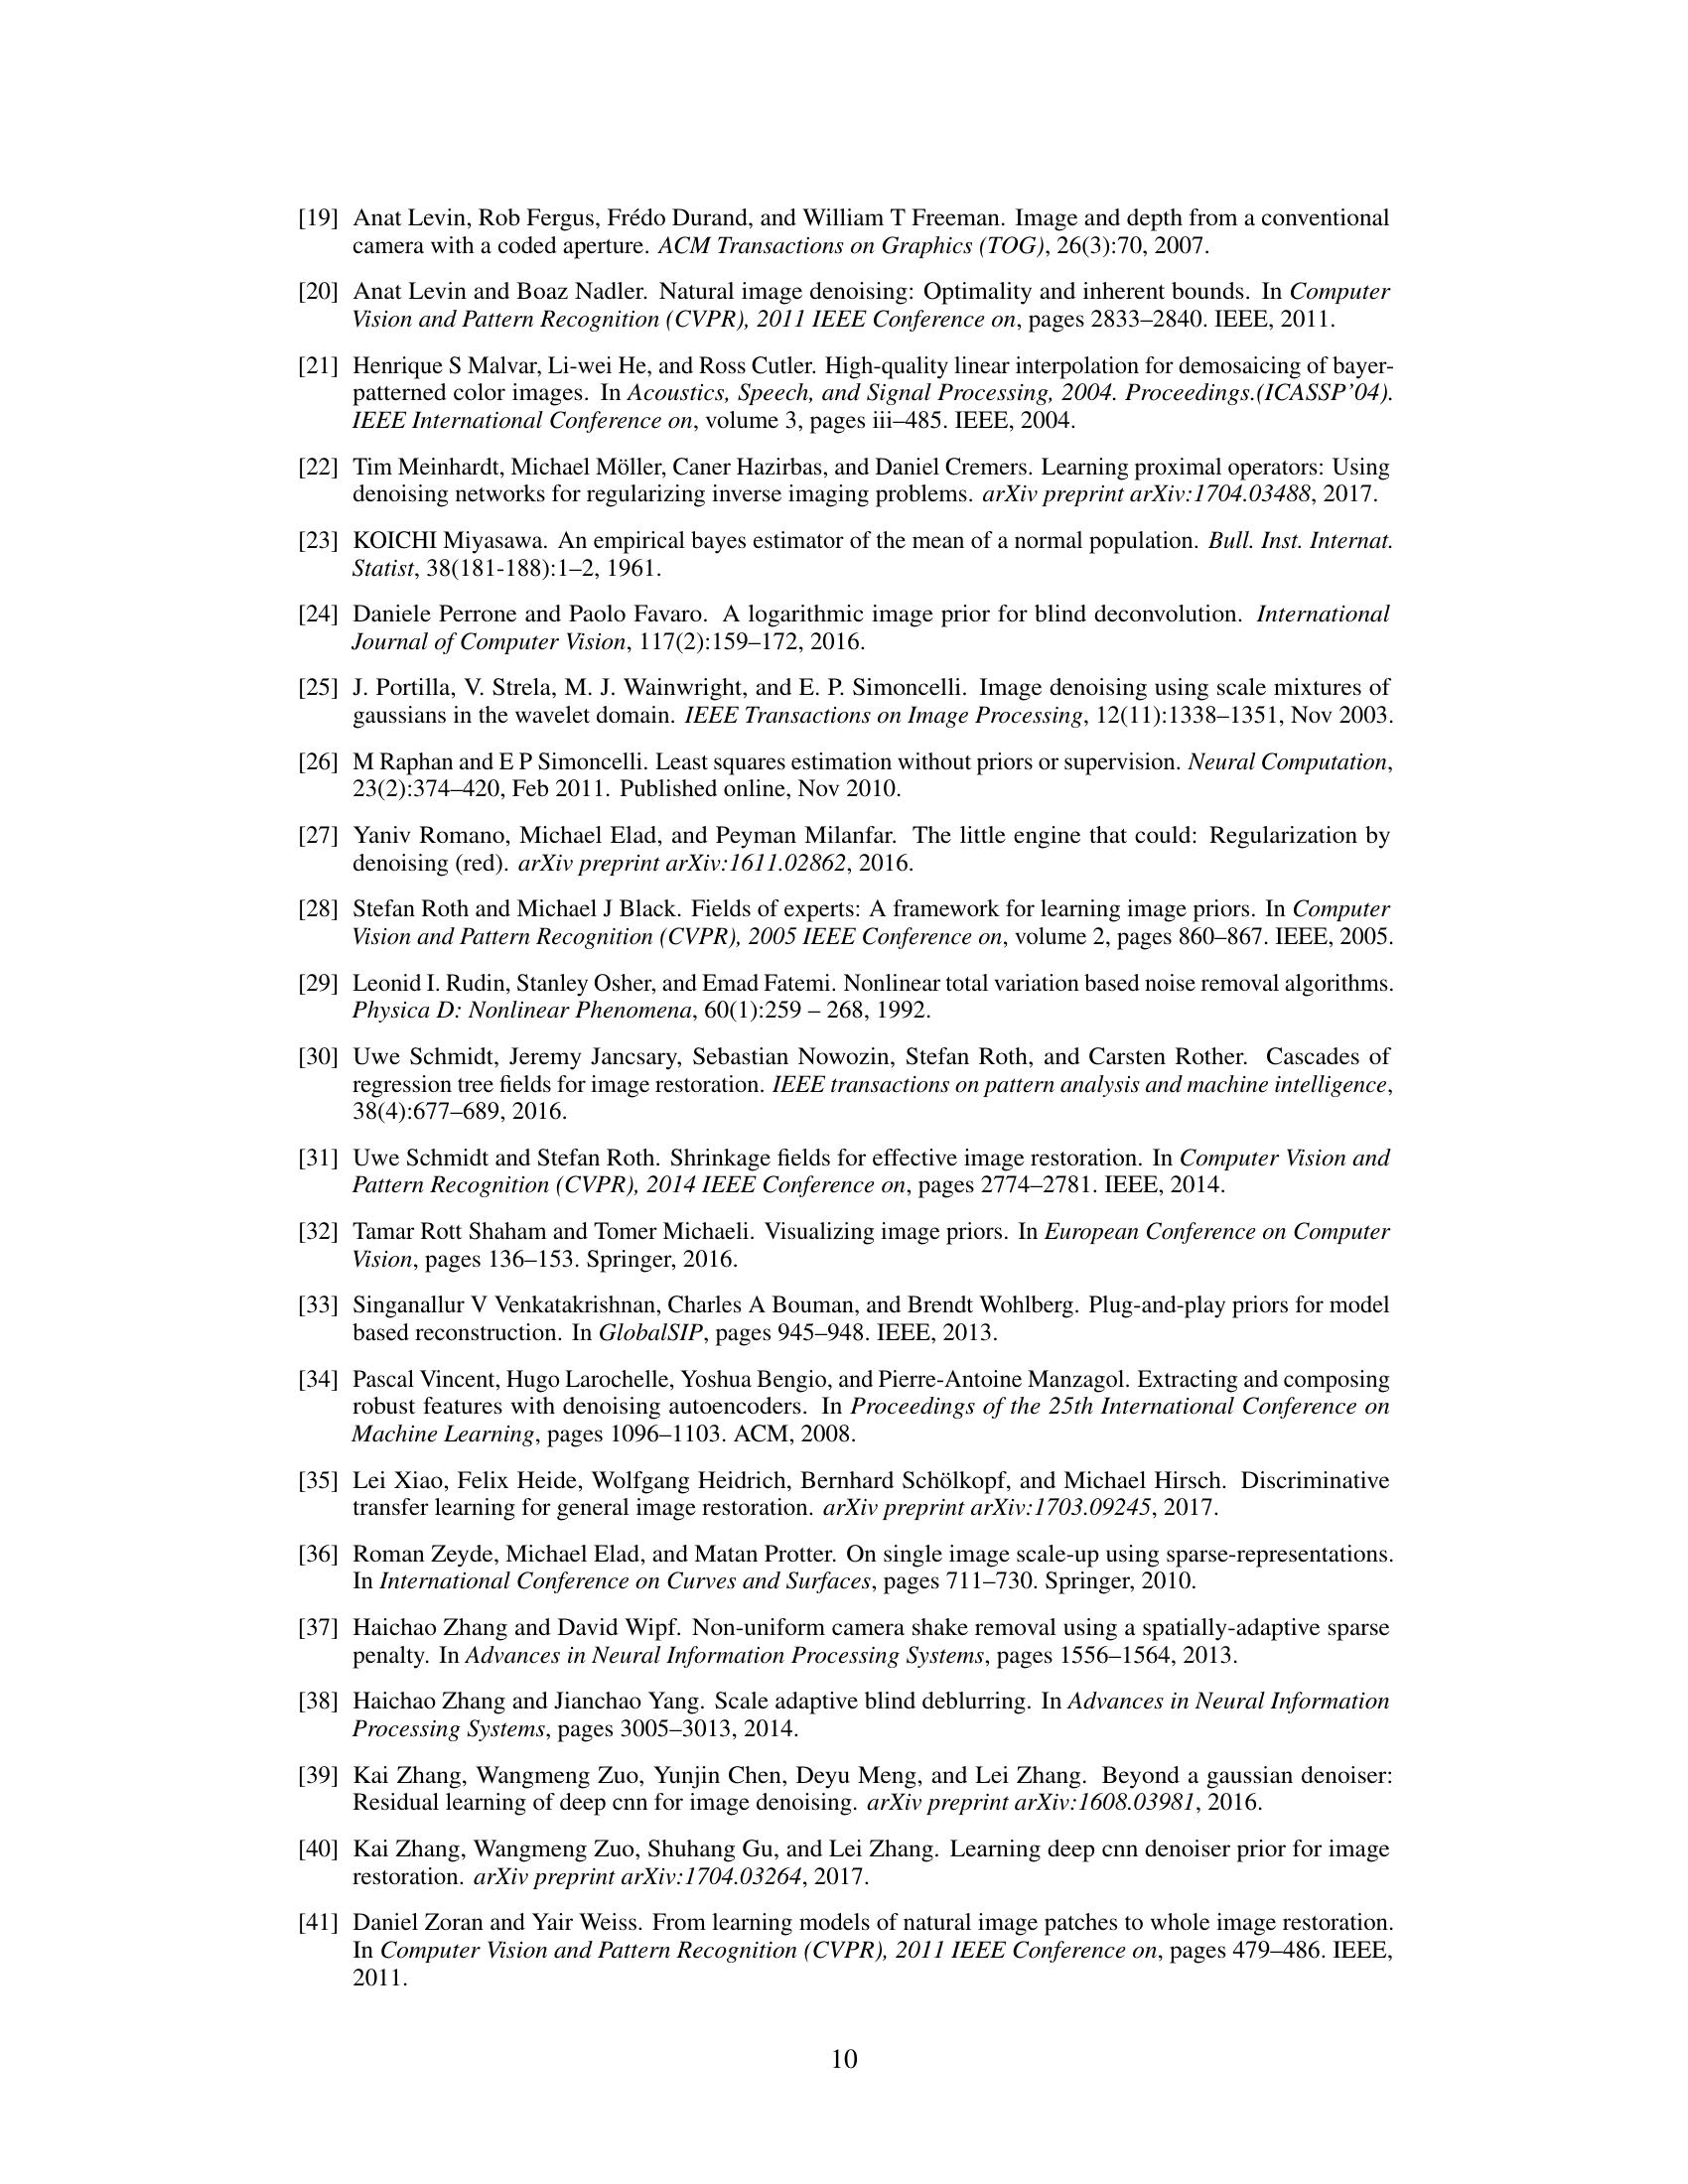 [19] Anat Levin, Rob Fergus, Frédo Durand, and William T Freeman. Image and depth from a conventional
camera with a coded aperture. ACM Transactions on Graphics (TOG), 26(3):70, 2007.
[20] Anat Levin and Boaz Nadler. Natural image denoising: Optimality and inherent bounds. In Computer
Vision and Pattern Recognition (CVPR), 2011 IEEE Conference on, pages 2833–2840. IEEE, 2011.
[21] Henrique S Malvar, Li-wei He, and Ross Cutler. High-quality linear interpolation for demosaicing of bayer-
patterned color images. In Acoustics, Speech, and Signal Processing, 2004. Proceedings.(ICASSP'04).
IEEE International Conference on, volume 3, pages iii–485. IEEE, 2004.
[22] Tim Meinhardt, Michael Möller, Caner Hazirbas, and Daniel Cremers. Learning proximal operators: Using
denoising networks for regularizing inverse imaging problems. arXiv preprint arXiv:1704.03488, 2017.
[23] KOICHI Miyasawa. An empirical bayes estimator of the mean of a normal population. Bull. Inst. Internat.
Statist, 38(181-188):1–2, 1961.
[24] Daniele Perrone and Paolo Favaro. A logarithmic image prior for blind deconvolution. International
Journal of Computer Vision, 117(2):159–172, 2016.
[25] J. Portilla, V. Strela, M. J. Wainwright, and E. P. Simoncelli. Image denoising using scale mixtures of
gaussians in the wavelet domain. IEEE Transactions on Image Processing, 12(11):1338–1351, Nov 2003.
[26] M Raphan and E P Simoncelli. Least squares estimation without priors or supervision. Neural Computation,
23(2):374–420, Feb 2011. Published online, Nov 2010.
[27] Yaniv Romano, Michael Elad, and Peyman Milanfar. The little engine that could: Regularization by
denoising (red). arXiv preprint arXiv:1611.02862, 2016.
[28] Stefan Roth and Michael J Black. Fields of experts: A framework for learning image priors. In Computer
Vision and Pattern Recognition (CVPR), 2005 IEEE Conference on, volume 2, pages 860–867. IEEE, 2005.
[29] Leonid I. Rudin, Stanley Osher, and Emad Fatemi. Nonlinear total variation based noise removal algorithms.
Physica D: Nonlinear Phenomena, 60(1):259 – 268, 1992.
[30] Uwe Schmidt, Jeremy Jancsary, Sebastian Nowozin, Stefan Roth, and Carsten Rother. Cascades of
regression tree fields for image restoration. IEEE transactions on pattern analysis and machine intelligence,
38(4):677–689, 2016.
[31] Uwe Schmidt and Stefan Roth. Shrinkage fields for effective image restoration. In Computer Vision and
Pattern Recognition (CVPR), 2014 IEEE Conference on, pages 2774–2781. IEEE, 2014.
[32] Tamar Rott Shaham and Tomer Michaeli. Visualizing image priors. In European Conference on Computer
Vision, pages 136–153. Springer, 2016.
[33] Singanallur V Venkatakrishnan, Charles A Bouman, and Brendt Wohlberg. Plug-and-play priors for model
based reconstruction. In GlobalSIP, pages 945–948. IEEE, 2013.
[34] Pascal Vincent, Hugo Larochelle, Yoshua Bengio, and Pierre-Antoine Manzagol. Extracting and composing
robust features with denoising autoencoders. In Proceedings of the 25th International Conference on
Machine Learning, pages 1096–1103. ACM, 2008.
[35] Lei Xiao, Felix Heide, Wolfgang Heidrich, Bernhard Schölkopf, and Michael Hirsch. Discriminative
transfer learning for general image restoration. arXiv preprint arXiv:1703.09245, 2017.
[36] Roman Zeyde, Michael Elad, and Matan Protter. On single image scale-up using sparse-representations.
In International Conference on Curves and Surfaces, pages 711–730. Springer, 2010.
[37] Haichao Zhang and David Wipf. Non-uniform camera shake removal using a spatially-adaptive sparse
penalty. In Advances in Neural Information Processing Systems, pages 1556–1564, 2013.
[38] Haichao Zhang and Jianchao Yang. Scale adaptive blind deblurring. In Advances in Neural Information
Processing Systems, pages 3005–3013, 2014.
[39] Kai Zhang, Wangmeng Zuo, Yunjin Chen, Deyu Meng, and Lei Zhang. Beyond a gaussian denoiser:
Residual learning of deep cnn for image denoising. arXiv preprint arXiv:1608.03981, 2016.
[40] Kai Zhang, Wangmeng Zuo, Shuhang Gu, and Lei Zhang. Learning deep cnn denoiser prior for image
restoration. arXiv preprint arXiv:1704.03264, 2017.
[41] Daniel Zoran and Yair Weiss. From learning models of natural image patches to whole image restoration.
In Computer Vision and Pattern Recognition (CVPR), 2011 IEEE Conference on, pages 479–486. IEEE,
2011.
10